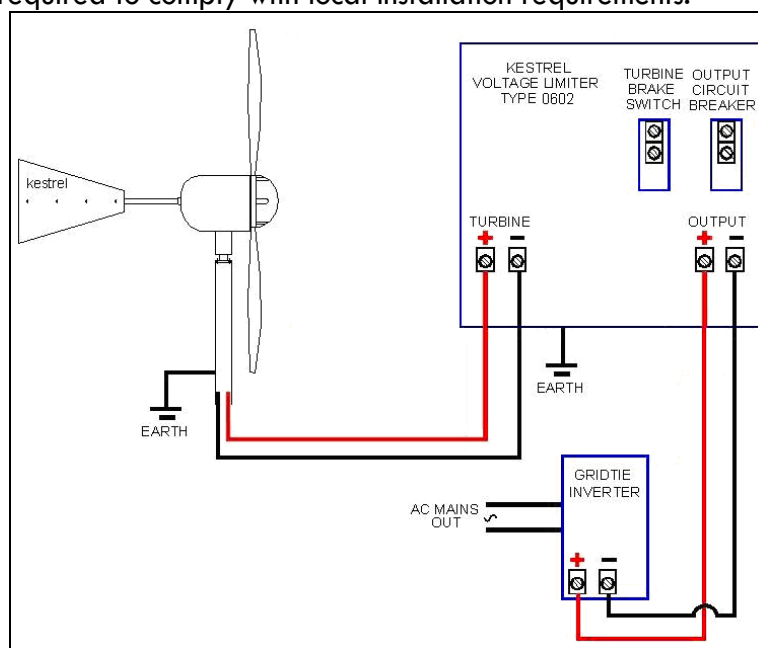 required to comply with local installation requirements.
KESTREL
VOLTAGE LIMITER
TYPE 0602
TURBINE
BRAKE
SWITCH
OUTPUT
CIRCUIT
BREAKER
kestrel
TURBINE
+ −
OUTPUT
+ −
EARTH
EARTH
GRIDTIE
INVERTER
AC MAINS
OUT
+ −